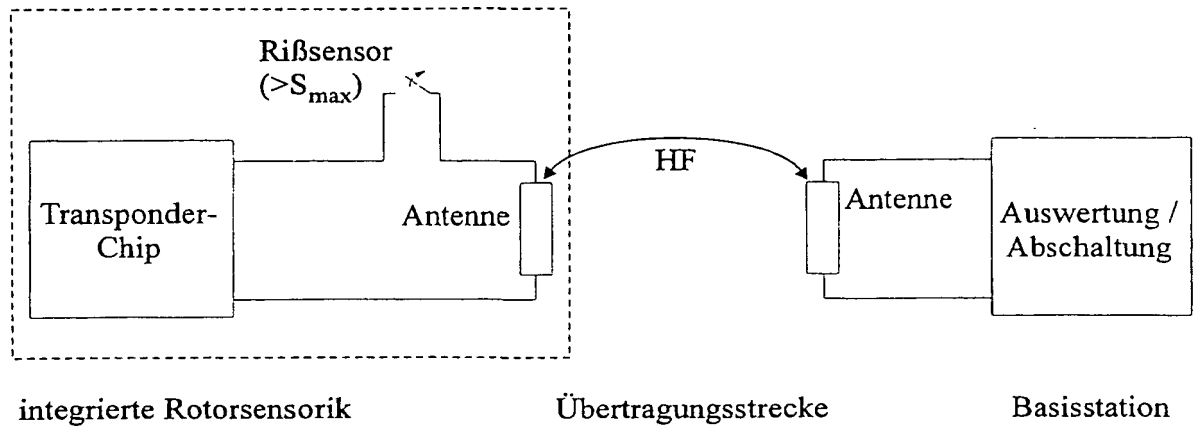 Rißsensor
(>Smax)
HF
Transponder-
Chip
Antenne
Antenne
Auswertung /
Abschaltung
integrierte Rotorsensorik
Übertragungsstrecke
Basisstation